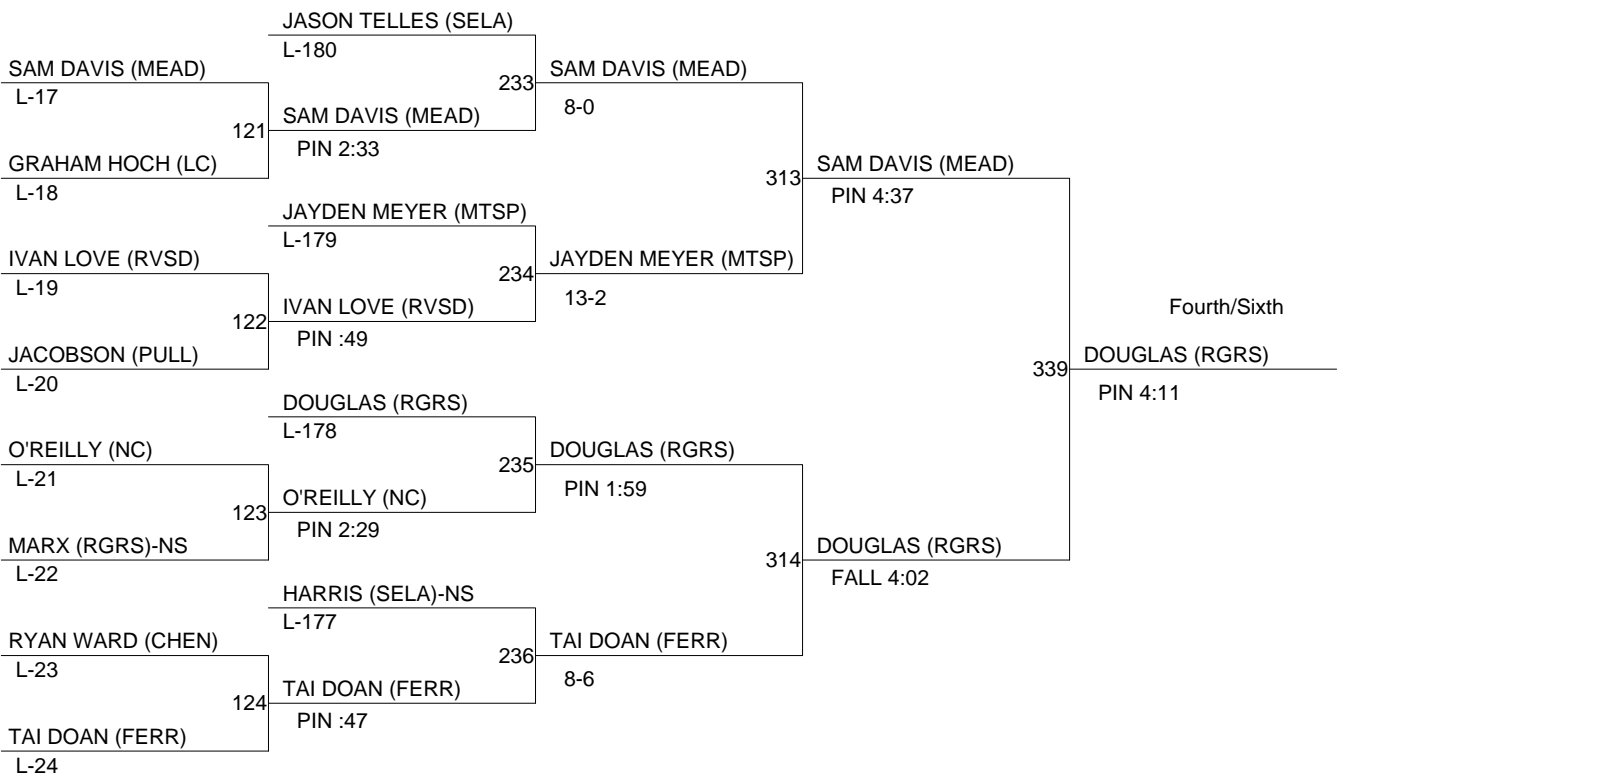 JASON TELLES (SELA)
L-180
SAM DAVIS (MEAD)
L-17
233
SAM DAVIS (MEAD)
8-0
121
SAM DAVIS (MEAD)
PIN 2:33
GRAHAM HOCH (LC)
L-18
313
SAM DAVIS (MEAD)
PIN 4:37
JAYDEN MEYER (MTSP)
L-179
IVAN LOVE (RVSD)
L-19
234
JAYDEN MEYER (MTSP)
13-2
122
IVAN LOVE (RVSD)
PIN :49
Fourth/Sixth
JACOBSON (PULL)
L-20
339
DOUGLAS (RGRS)
PIN 4:11
DOUGLAS (RGRS)
L-178
O'REILLY (NC)
L-21
235
DOUGLAS (RGRS)
PIN 1:59
123
O'REILLY (NC)
PIN 2:29
MARX (RGRS)-NS
L-22
314
DOUGLAS (RGRS)
FALL 4:02
HARRIS (SELA)-NS
L-177
RYAN WARD (CHEN)
L-23
236
TAI DOAN (FERR)
8-6
124
TAI DOAN (FERR)
PIN :47
TAI DOAN (FERR)
L-24